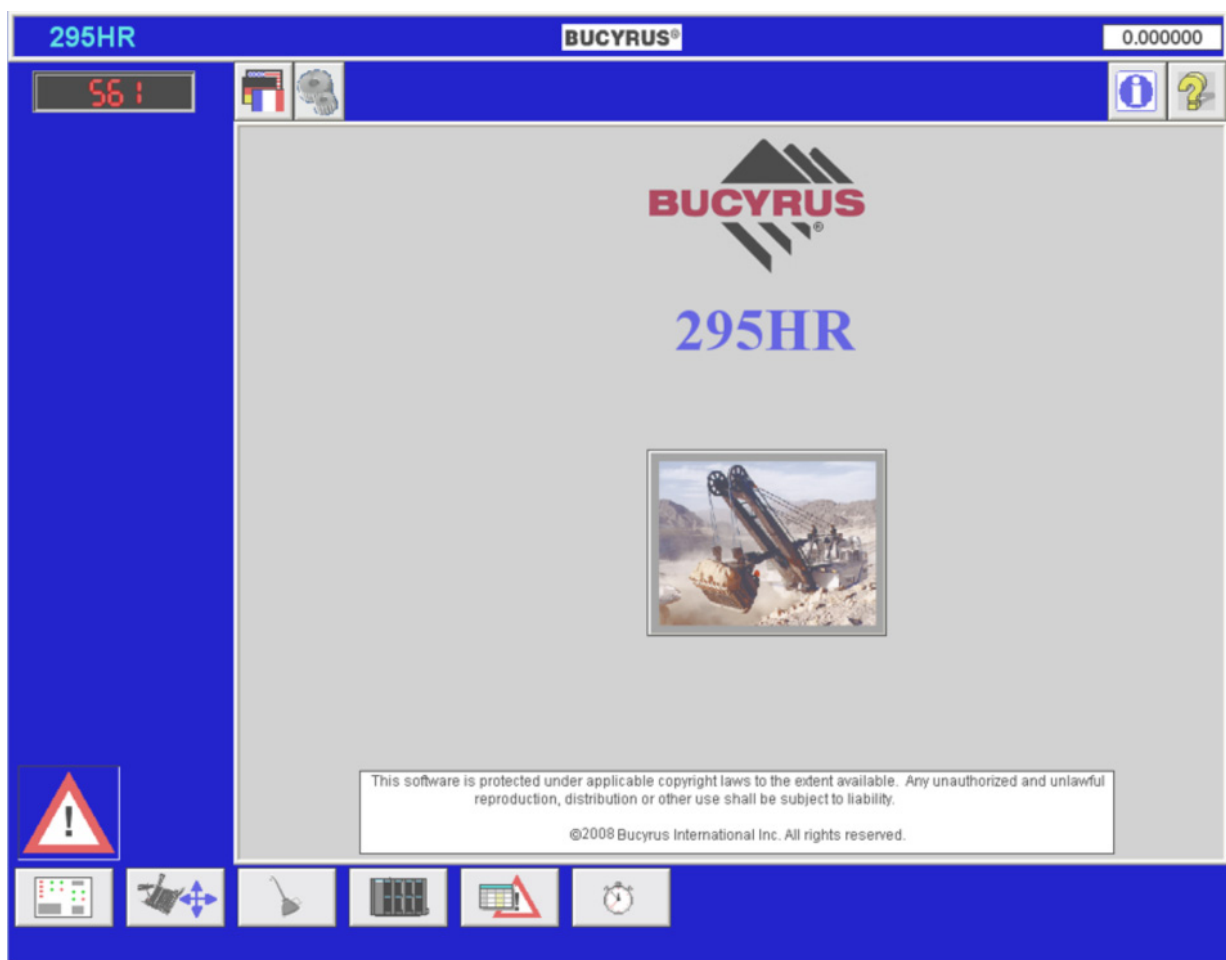 295HR
BUCYRUS®
0.000000
561
BUCYRUS®
295HR
This software is protected under applicable copyright laws to the extent available. Any unauthorized and unlawful
reproduction, distribution or other use shall be subject to liability.
©2008 Bucyrus International Inc. All rights reserved.